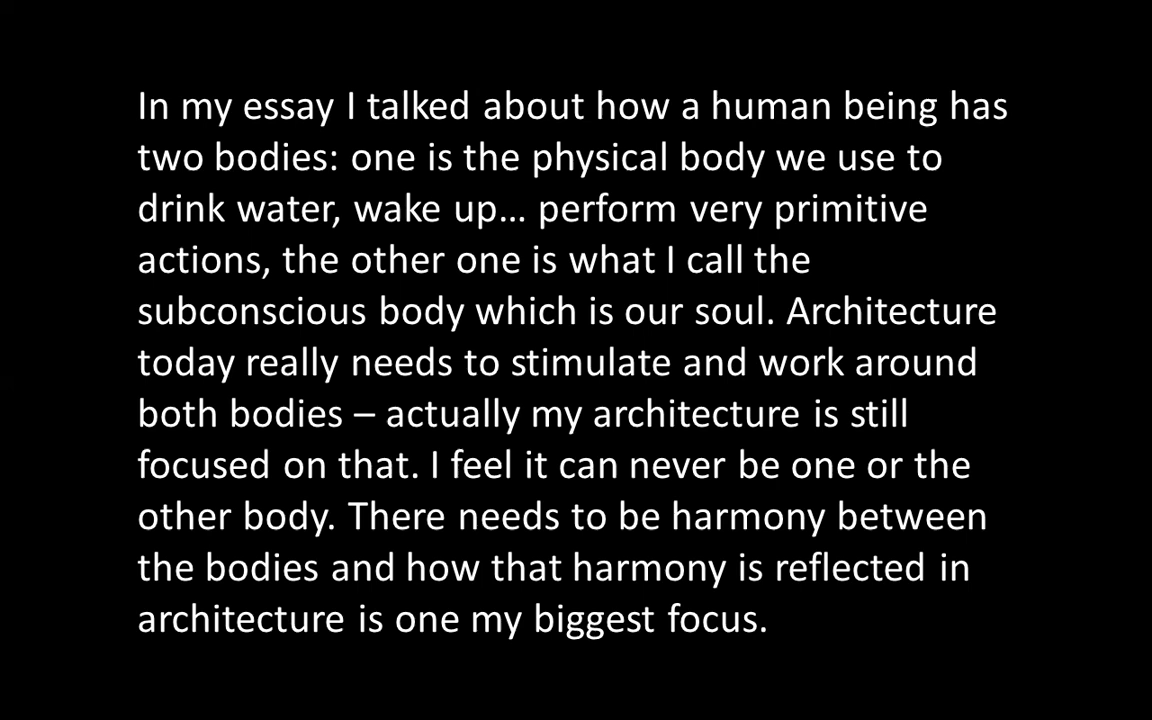 In my essay I talked about how a human being has
two bodies: one is the physical body we use to
drink water, wake up… perform very primitive
actions, the other one is what I call the
subconscious body which is our soul. Architecture
today really needs to stimulate and work around
both bodies – actually my architecture is still
focused on that. I feel it can never be one or the
other body. There needs to be harmony between
the bodies and how that harmony is reflected in
architecture is one my biggest focus.